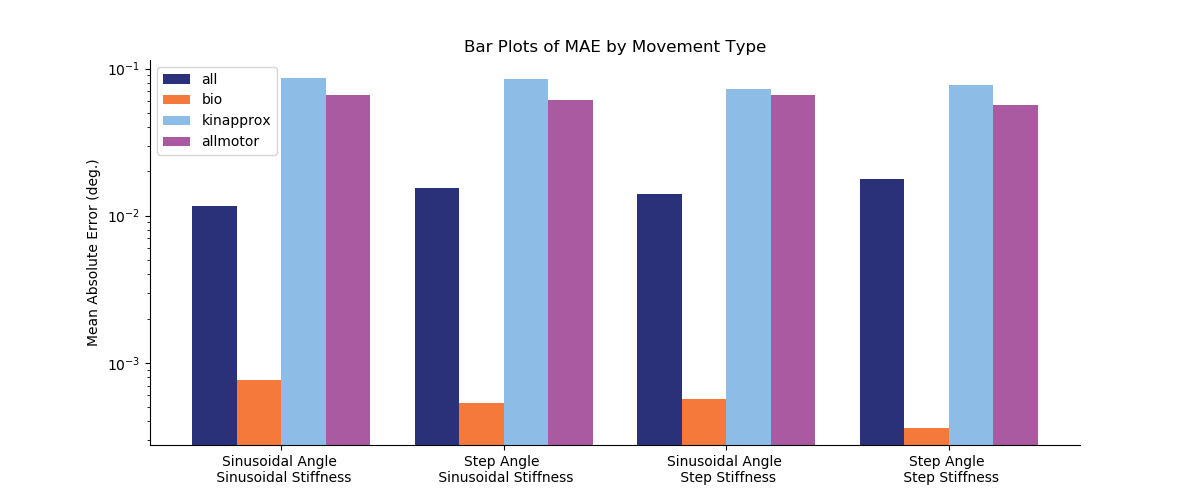 Bar Plots of MAE by Movement Type
Mean Absolute Error (deg.)
10⁻¹
10⁻²
10⁻³
all
bio
kinapprox
allmotor
Sinusoidal Angle
Sinusoidal Stiffness
Step Angle
Sinusoidal Stiffness
Sinusoidal Angle
Step Stiffness
Step Angle
Step Stiffness